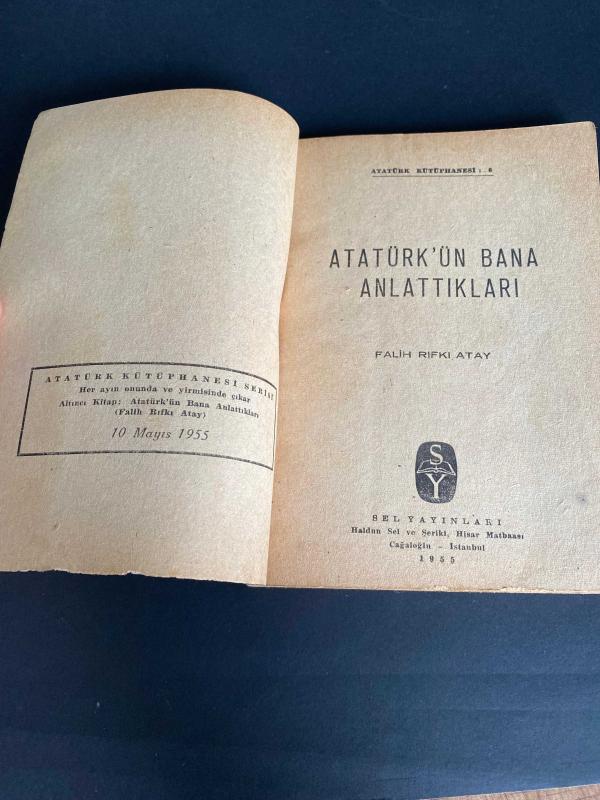 ATATÜRK KÜTÜPHANESİ SERİSİ
Her ayın onunda ve yirmisinde çıkar
Altıncı Kitap: Atatürk'ün Bana Anlattıkları
(Falih Rıfkı Atay)
10 Mayıs 1955
ATATÜRK KÜTÜPHANESİ: 6
ATATÜRK'ÜN BANA
ANLATTIKLARI
FALİH RIFKI ATAY
S
Y
SEL YAYINLARI
Haldun Sel ve Şeriki, Hisar Matbaası
Cağaloğlu - İstanbul
1955